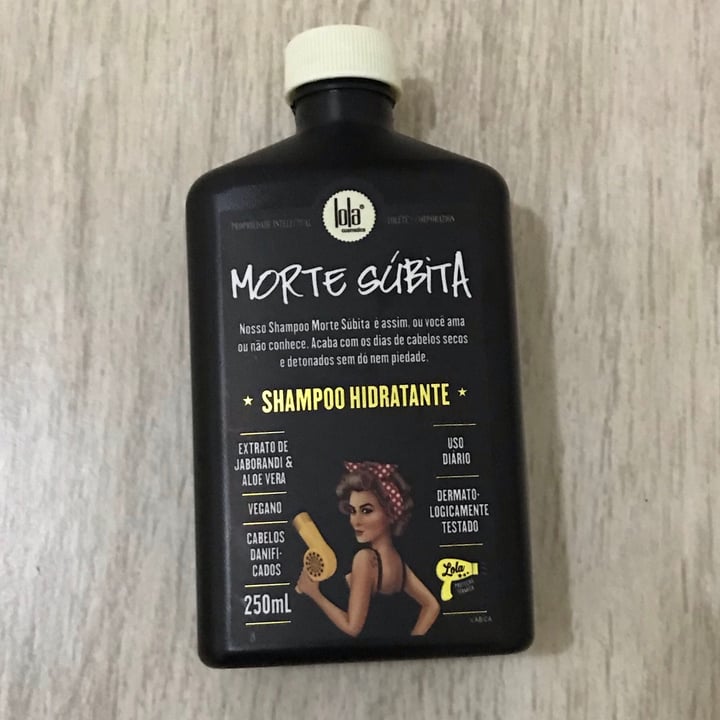 lola
cosmetics
MORTE SÚBITA
Nosso Shampoo Morte Súbita é assim, ou você ama
ou não conhece. Acaba com os dias de cabelos secos
e detonados sem dó nem piedade.
SHAMPOO HIDRATANTE
EXTRATO DE
JABORANDI &
ALOE VERA
VEGANO
CABELOS
DANIFI-
CADOS
250mL
USO
DIÁRIO
DERMATO-
LOGICAMENTE
TESTADO
Lola